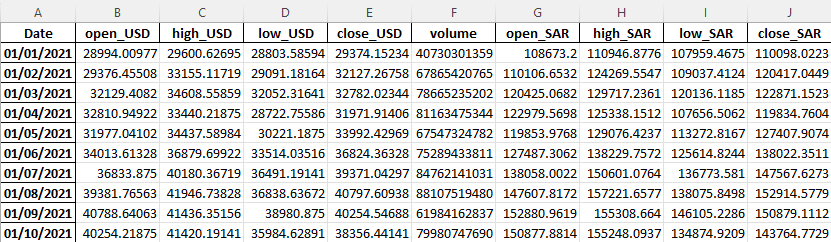 A B C D E F G H I J
Date open_USD high_USD low_USD close_USD volume open_SAR high_SAR low_SAR close_SAR
01/01/2021 28994.00977 29600.62695 28803.58594 29374.15234 40730301359 108673.2 110946.8776 107959.4675 110098.0223
01/02/2021 29376.45508 33155.11719 29091.18164 32127.26758 67865420765 110106.6532 124269.5547 109037.4124 120417.0449
01/03/2021 32129.4082 34608.55859 32052.31641 32782.02344 78665235202 120425.0682 129717.2361 120136.1185 122871.1523
01/04/2021 32810.94922 33440.21875 28722.75586 31971.91406 81163475344 122979.5698 125338.1512 107656.5062 119834.7604
01/05/2021 31977.04102 34437.58984 30221.1875 33992.42969 67547324782 119853.9768 129076.4237 113272.8167 127407.9074
01/06/2021 34013.61328 36879.69922 33514.03516 36824.36328 75289433811 127487.3062 138229.7572 125614.8244 138022.3511
01/07/2021 36833.875 40180.36719 36491.19141 39371.04297 84762141031 138058.0022 150601.0764 136773.581 147567.6273
01/08/2021 39381.76563 41946.73828 36838.63672 40797.60938 88107519480 147607.8172 157221.6577 138075.8498 152914.5779
01/09/2021 40788.64063 41436.35156 38980.875 40254.54688 61984162837 152880.9619 155308.664 146105.2286 150879.1112
01/10/2021 40254.21875 41420.19141 35984.62891 38356.44141 79980747690 150877.8814 155248.0937 134874.9209 143764.7729